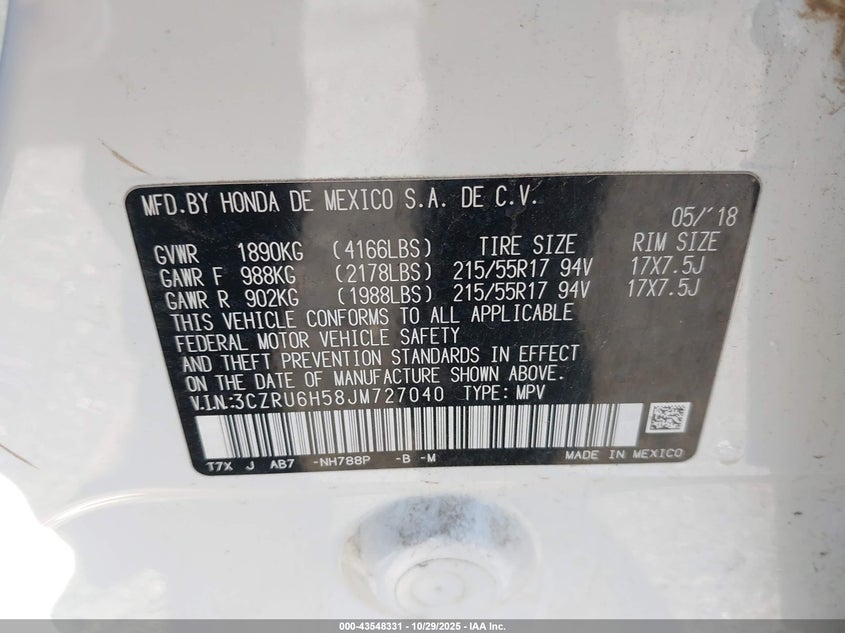 MFD.BY HONDA DE MEXICO S.A. DE C.V. 05/'18
GVWR 1890KG (4166LBS) TIRE SIZE RIM SIZE
GAWR F 988KG (2178LBS) 215/55R17 94V 17X7.5J
GAWR R 902KG (1988LBS) 215/55R17 94V 17X7.5J
THIS VEHICLE CONFORMS TO ALL APPLICABLE
FEDERAL MOTOR VEHICLE SAFETY
AND THEFT PREVENTION STANDARDS IN EFFECT
ON THE DATE OF MANUFACTURE SHOWN ABOVE.
V.I.N:3CZRU6H58JM727040 TYPE: MPV
T7X J AB7 -NH788P -B -M MADE IN MEXICO
000-43548331 - 10/29/2025 - IAA Inc.